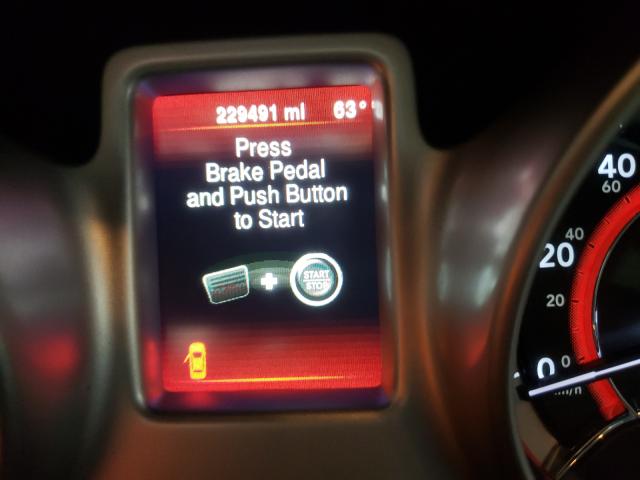 229491 mi 63°
Press
Brake Pedal
and Push Button
to Start
START
STOP
40
60
40
20
20
0
0